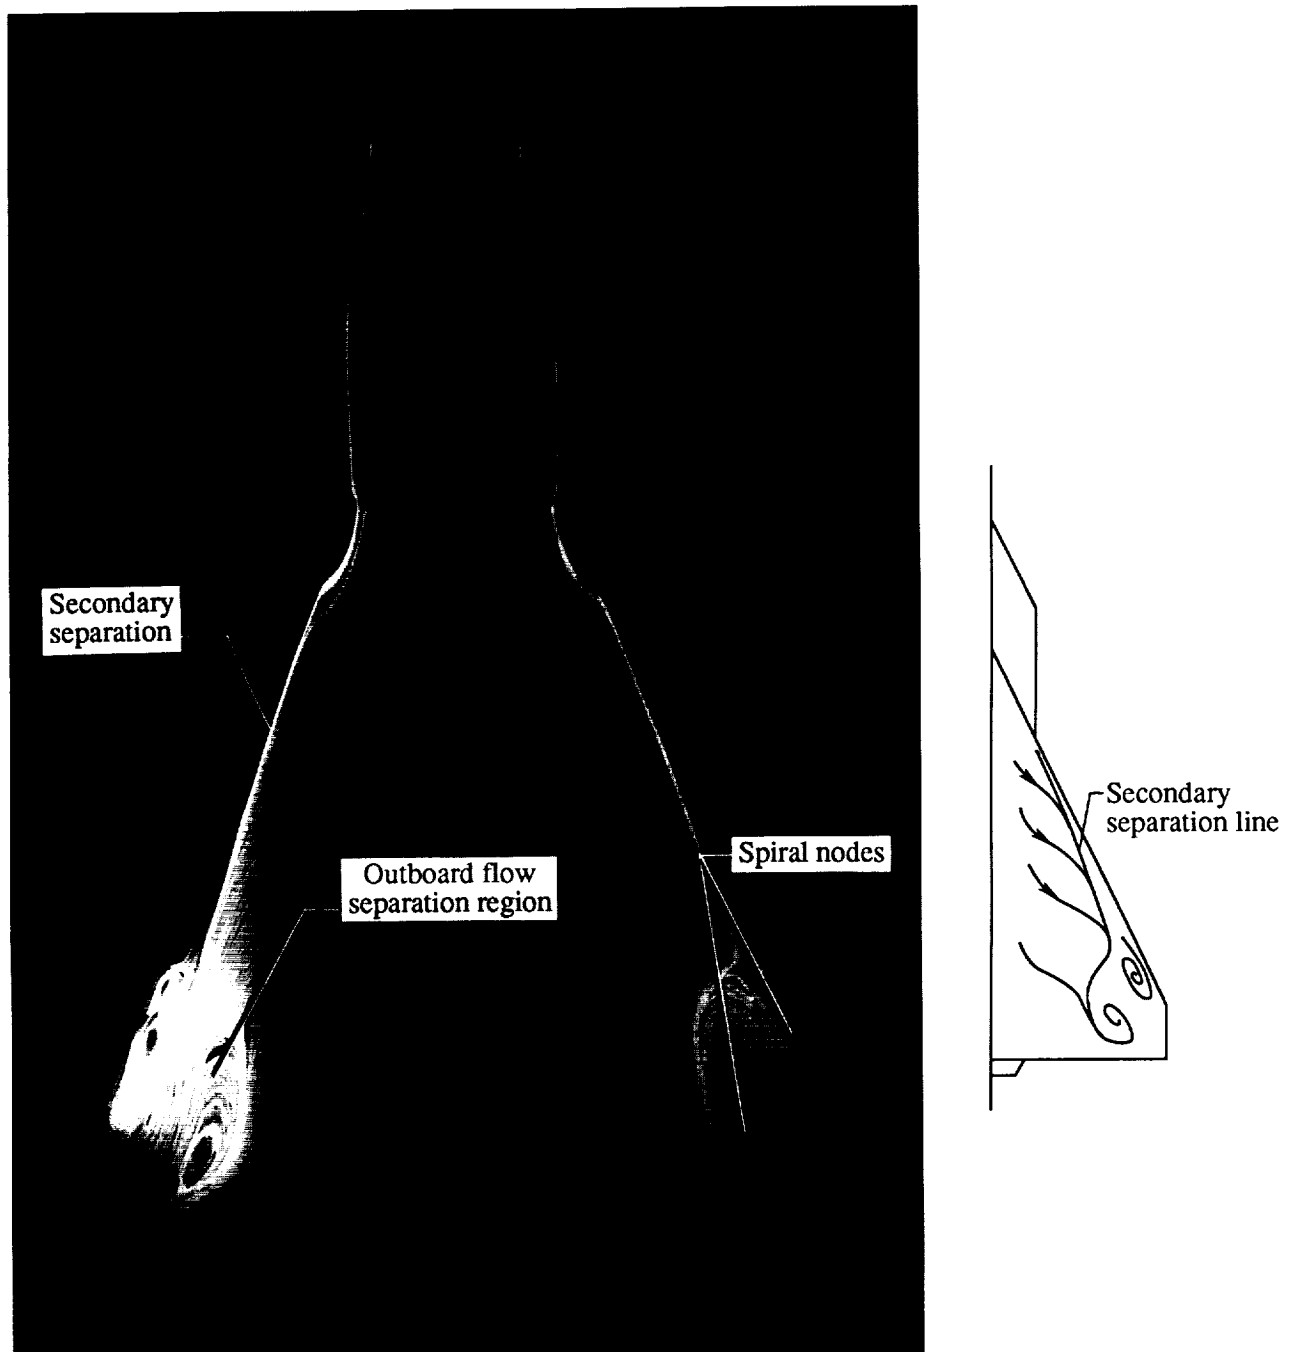 Secondary
separation
Outboard flow
separation region
Spiral nodes
Secondary
separation line